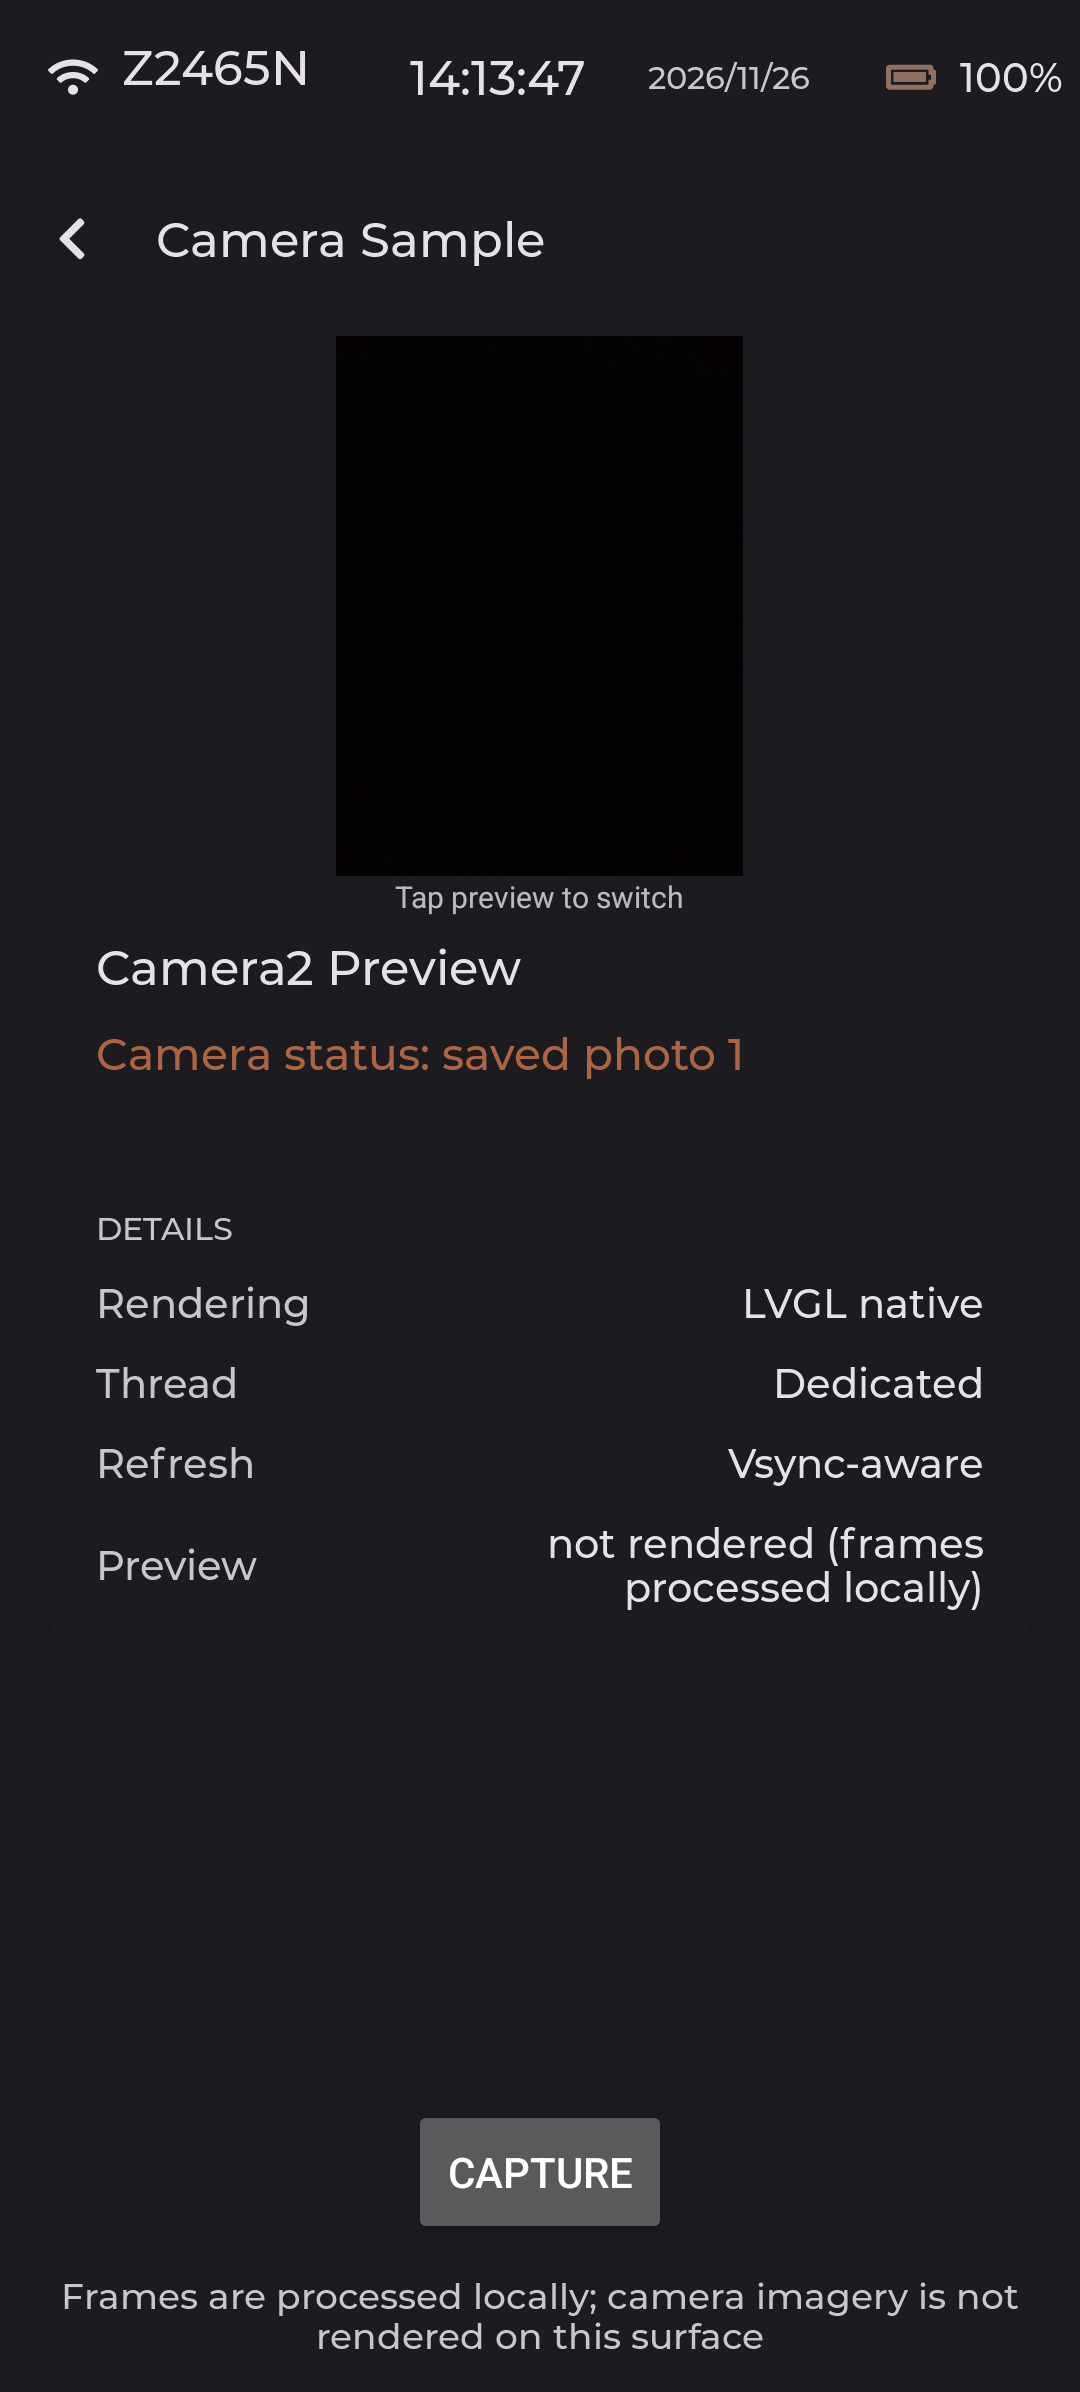 Z2465N 14:13:47 2026/11/26 100%
Camera Sample
Tap preview to switch
Camera2 Preview
Camera status: saved photo 1
DETAILS
Rendering LVGL native
Thread Dedicated
Refresh Vsync-aware
Preview not rendered (frames
processed locally)
CAPTURE
Frames are processed locally; camera imagery is not
rendered on this surface